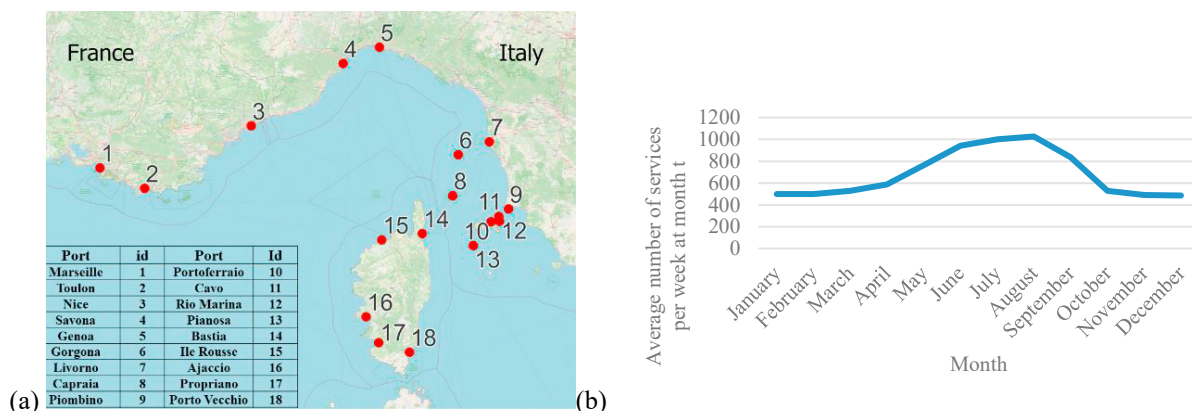 France
Italy
5
4
3
7
1
6
2
8
9
11
14
15
10
12
13
16
17
18
Port id Port Id
Marseille 1 Portoferraio 10
Toulon 2 Cavo 11
Nice 3 Rio Marina 12
Savona 4 Pianosa 13
Genoa 5 Bastia 14
Gorgona 6 Ile Rousse 15
Livorno 7 Ajaccio 16
Capraia 8 Propriano 17
Piombino 9 Porto Vecchio 18
(a)
(b)
Average number of services
per week at month t
1200
1000
800
600
400
200
0
January
February
March
April
May
June
July
August
September
October
November
December
Month